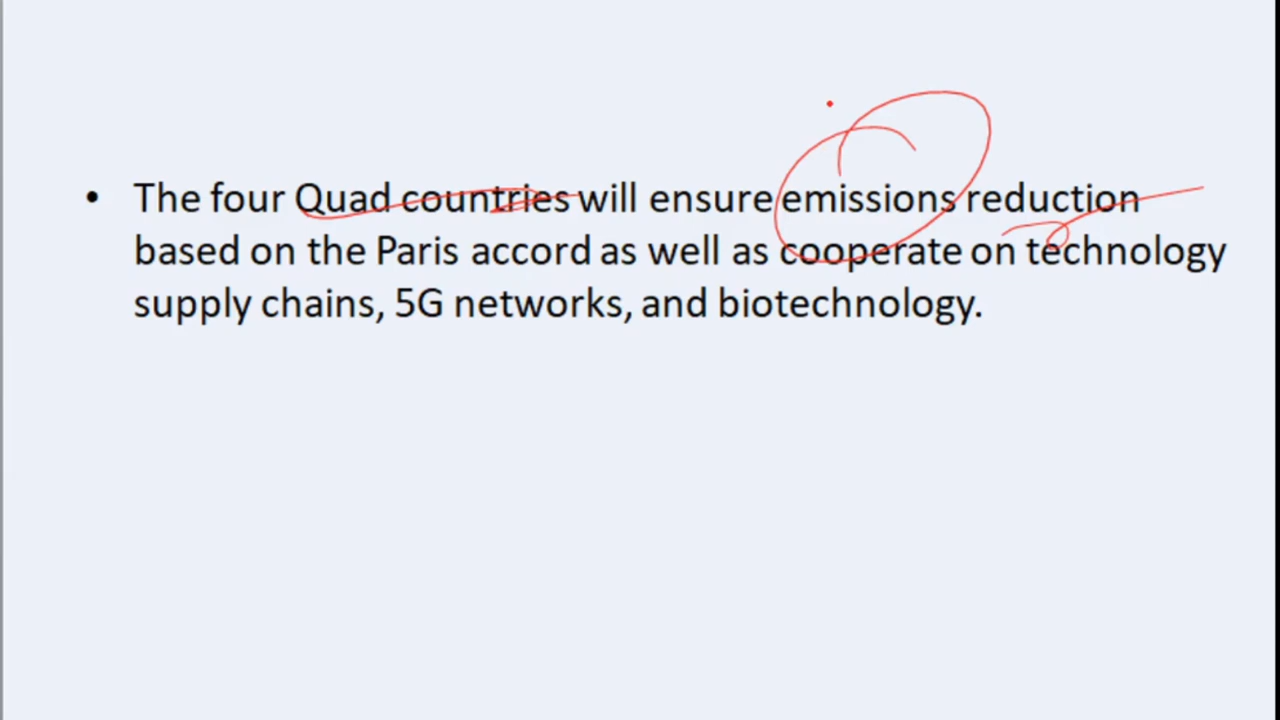 • The four Quad countries will ensure emissions reduction
based on the Paris accord as well as cooperate on technology
supply chains, 5G networks, and biotechnology.